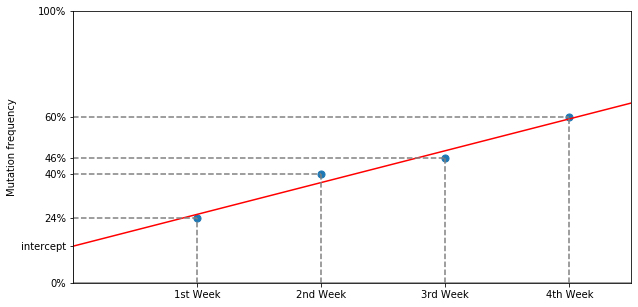 100%
60%
46%
40%
24%
intercept
0%
Mutation frequency
1st Week
2nd Week
3rd Week
4th Week